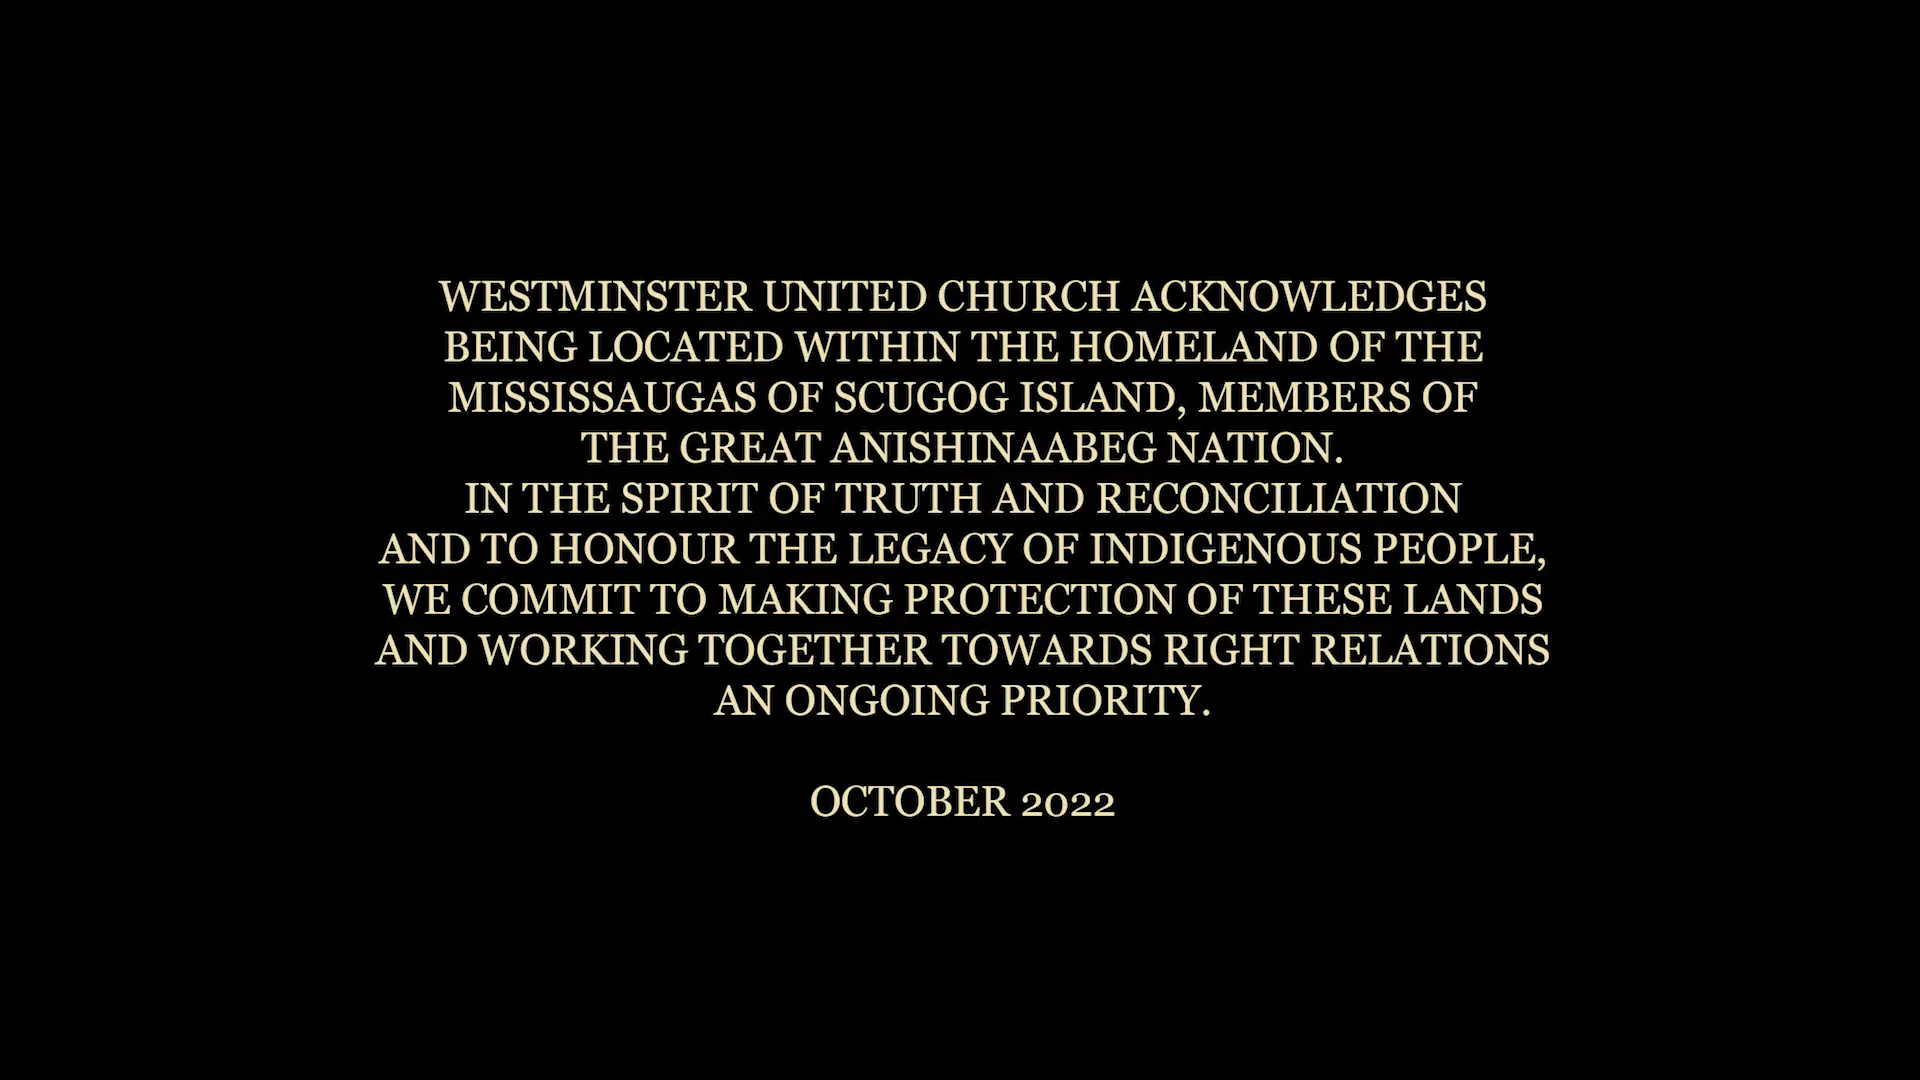 WESTMINSTER UNITED CHURCH ACKNOWLEDGES
BEING LOCATED WITHIN THE HOMELAND OF THE
MISSISSAUGAS OF SCUGOG ISLAND, MEMBERS OF
THE GREAT ANISHINAABEG NATION.
IN THE SPIRIT OF TRUTH AND RECONCILIATION
AND TO HONOUR THE LEGACY OF INDIGENOUS PEOPLE,
WE COMMIT TO MAKING PROTECTION OF THESE LANDS
AND WORKING TOGETHER TOWARDS RIGHT RELATIONS
AN ONGOING PRIORITY.
OCTOBER 2022